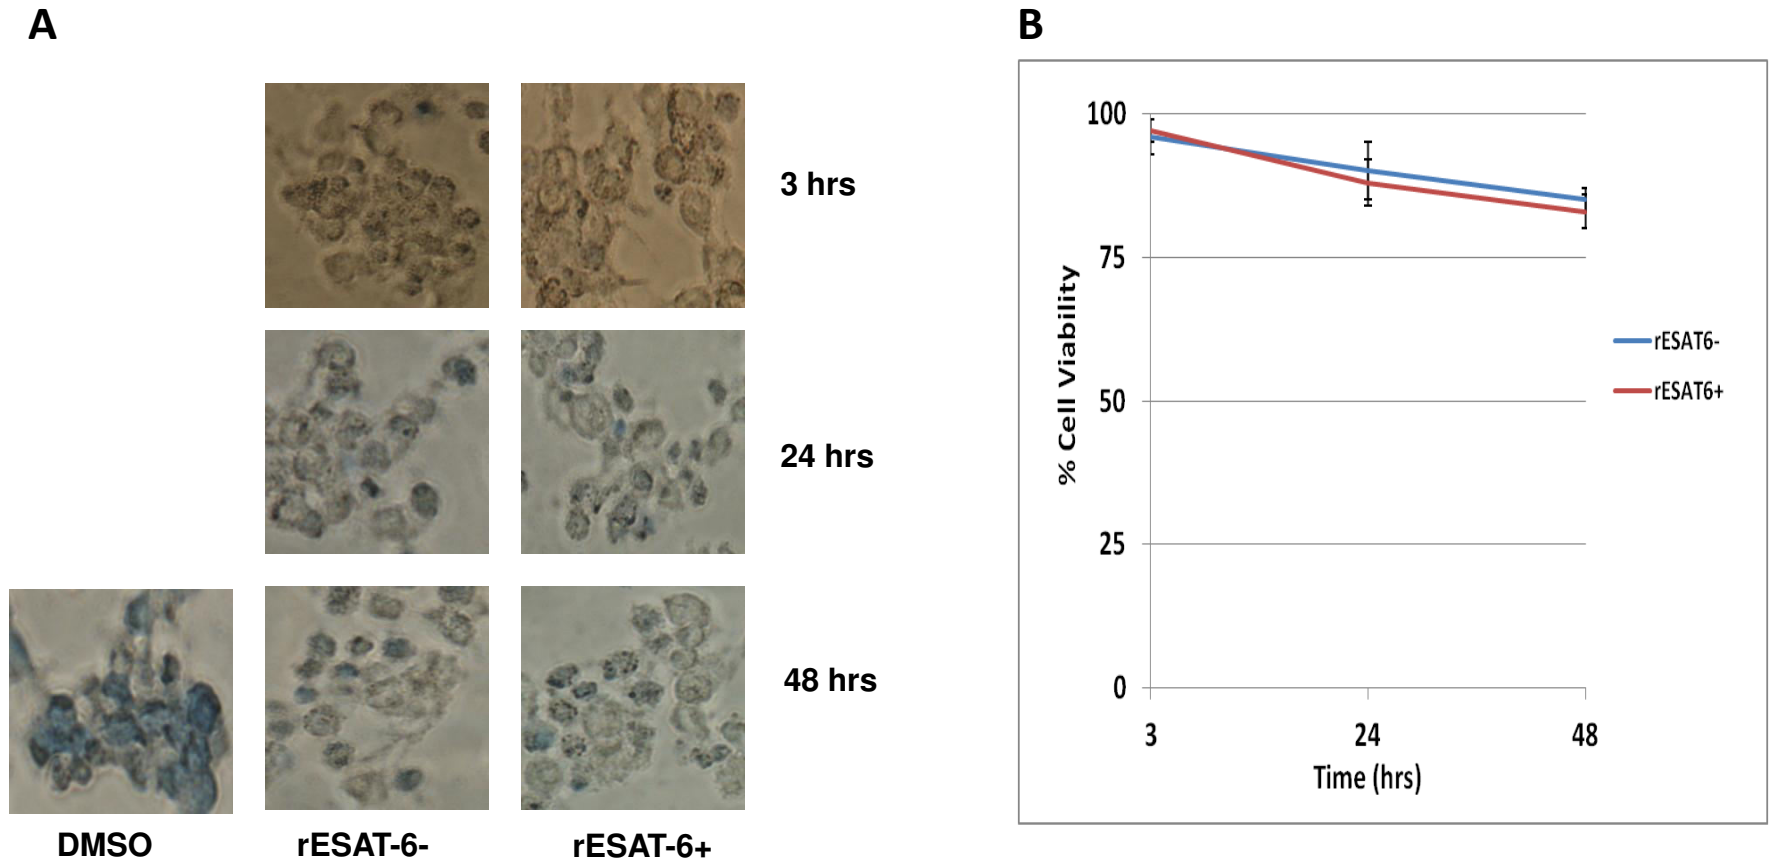 A
3 hrs
24 hrs
48 hrs
DMSO
rESAT-6-
rESAT-6+
B
100
75
50
25
0
% Cell Viability
3
24
48
Time (hrs)
rESAT6-
rESAT6+